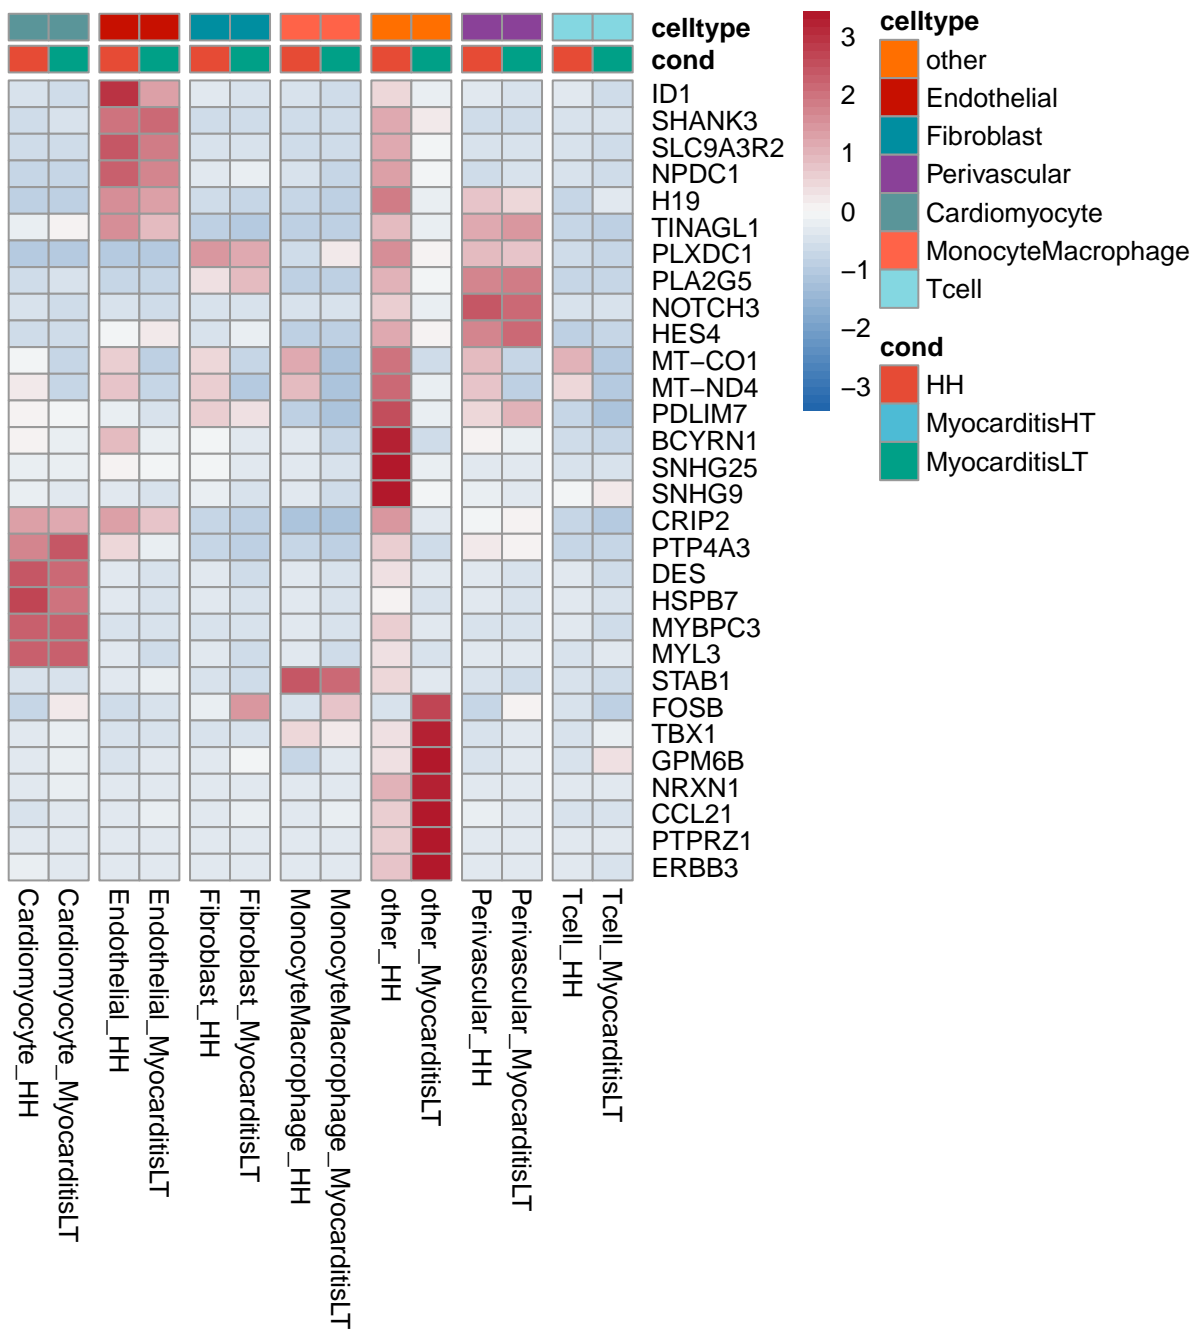 celltype
cond
ID1
SHANK3
SLC9A3R2
NPDC1
H19
TINAGL1
PLXDC1
PLA2G5
NOTCH3
HES4
MT−CO1
MT−ND4
PDLIM7
BCYRN1
SNHG25
SNHG9
CRIP2
PTP4A3
DES
HSPB7
MYBPC3
MYL3
STAB1
FOSB
TBX1
GPM6B
NRXN1
CCL21
PTPRZ1
ERBB3
Cardiomyocyte_HH
Cardiomyocyte_MyocarditisLT
Endothelial_HH
Endothelial_MyocarditisLT
Fibroblast_HH
Fibroblast_MyocarditisLT
MonocyteMacrophage_HH
MonocyteMacrophage_MyocarditisLT
other_HH
other_MyocarditisLT
Perivascular_HH
Perivascular_MyocarditisLT
Tcell_HH
Tcell_MyocarditisLT
3
2
1
0
−1
−2
−3
celltype
other
Endothelial
Fibroblast
Perivascular
Cardiomyocyte
MonocyteMacrophage
Tcell
cond
HH
MyocarditisHT
MyocarditisLT